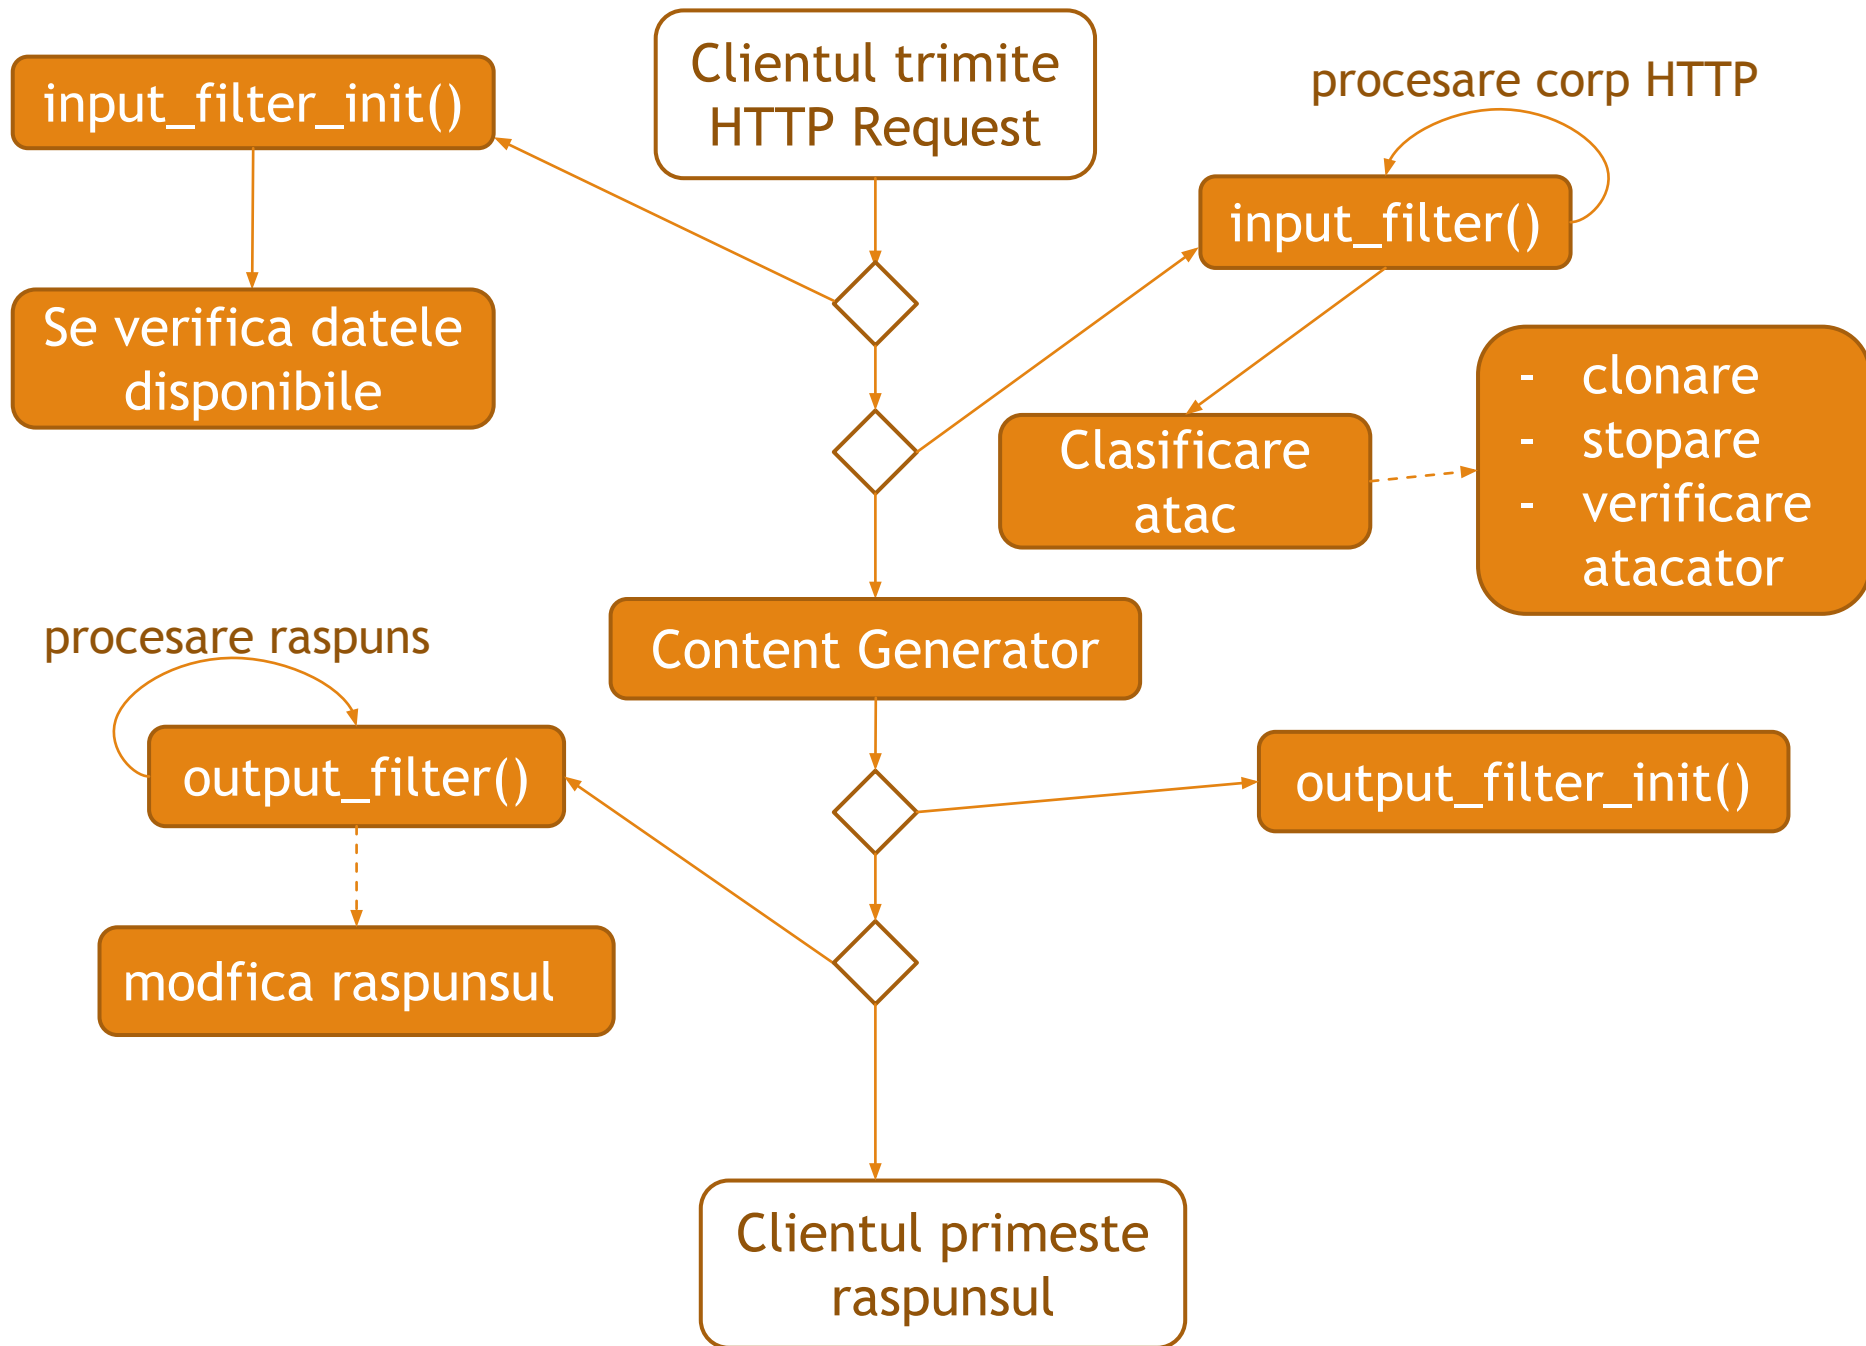 Clientul trimite
HTTP Request
input_filter_init()
procesare corp HTTP
input_filter()
Se verifica datele
disponibile
Clasificare
atac
- clonare
- stopare
- verificare
atacator
Content Generator
procesare raspuns
output_filter()
output_filter_init()
modfica raspunsul
Clientul primeste
raspunsul